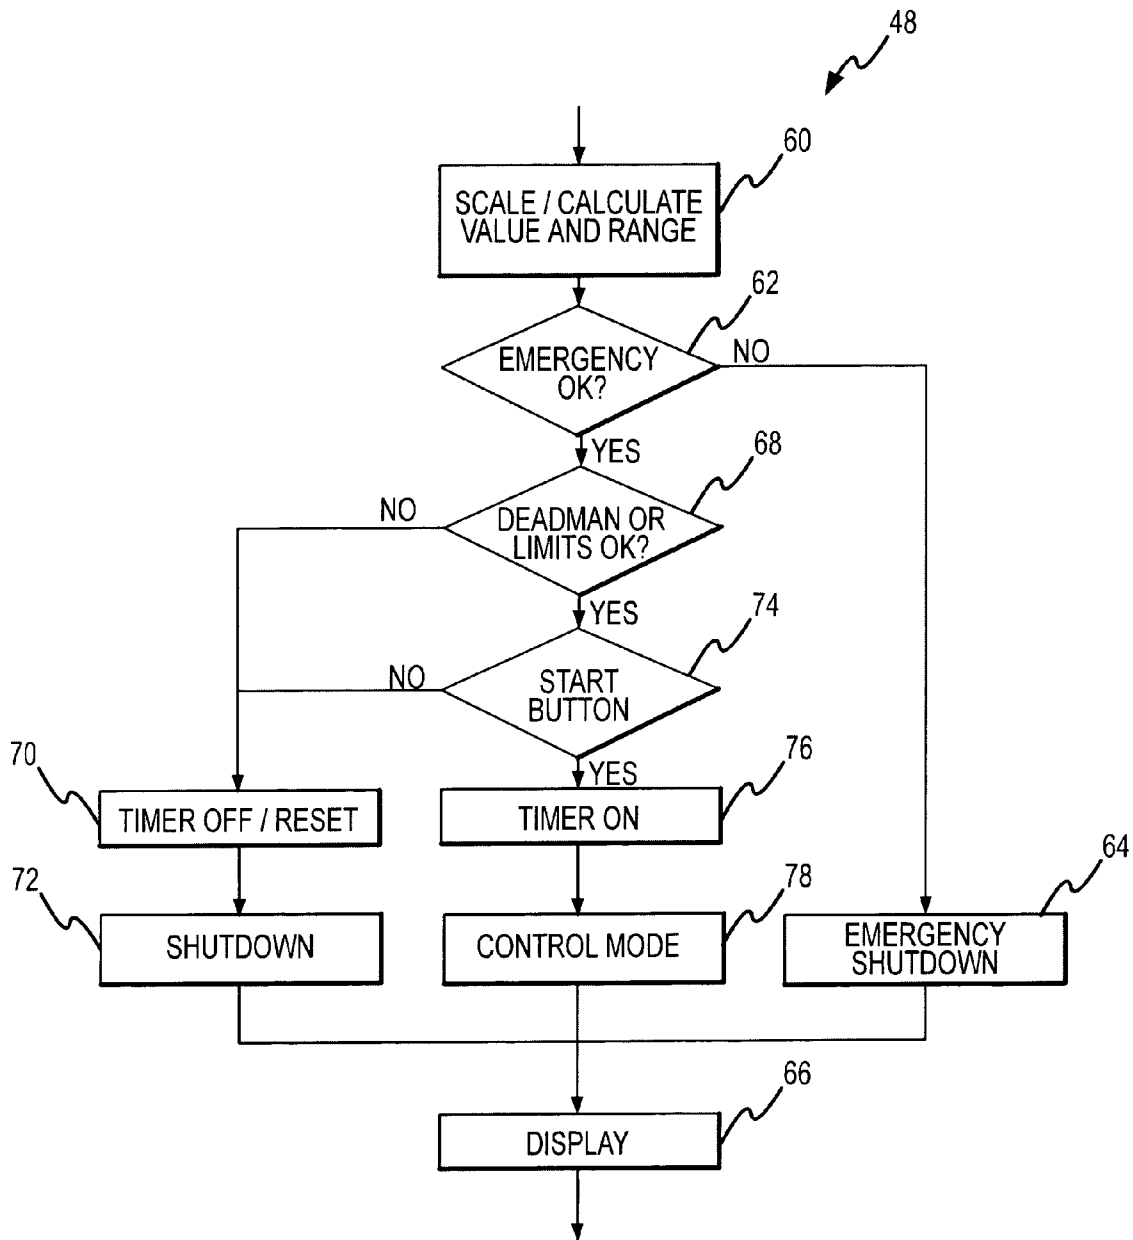 48
60
SCALE / CALCULATE
VALUE AND RANGE
62
EMERGENCY
OK?
NO
YES
68
NO
DEADMAN OR
LIMITS OK?
YES
74
NO
START
BUTTON
YES
70
76
TIMER OFF / RESET
TIMER ON
72
78
64
SHUTDOWN
CONTROL MODE
EMERGENCY
SHUTDOWN
66
DISPLAY